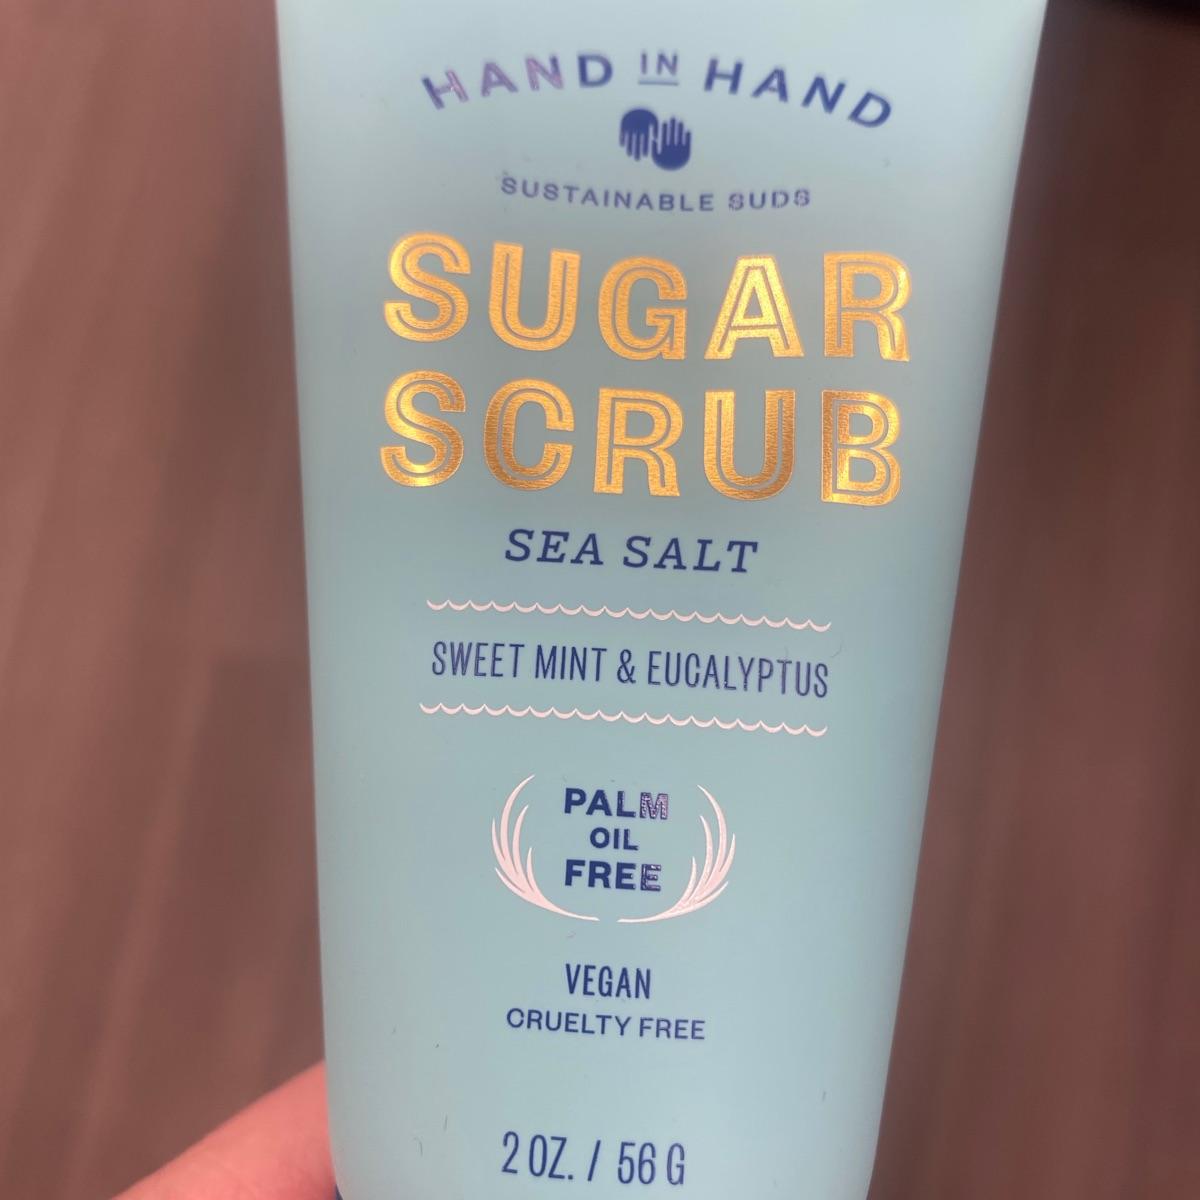 HAND IN HAND
SUSTAINABLE SUDS
SUGAR
SCRUB
SEA SALT
SWEET MINT & EUCALYPTUS
PALM
OIL
FREE
VEGAN
CRUELTY FREE
2 OZ. / 56 G